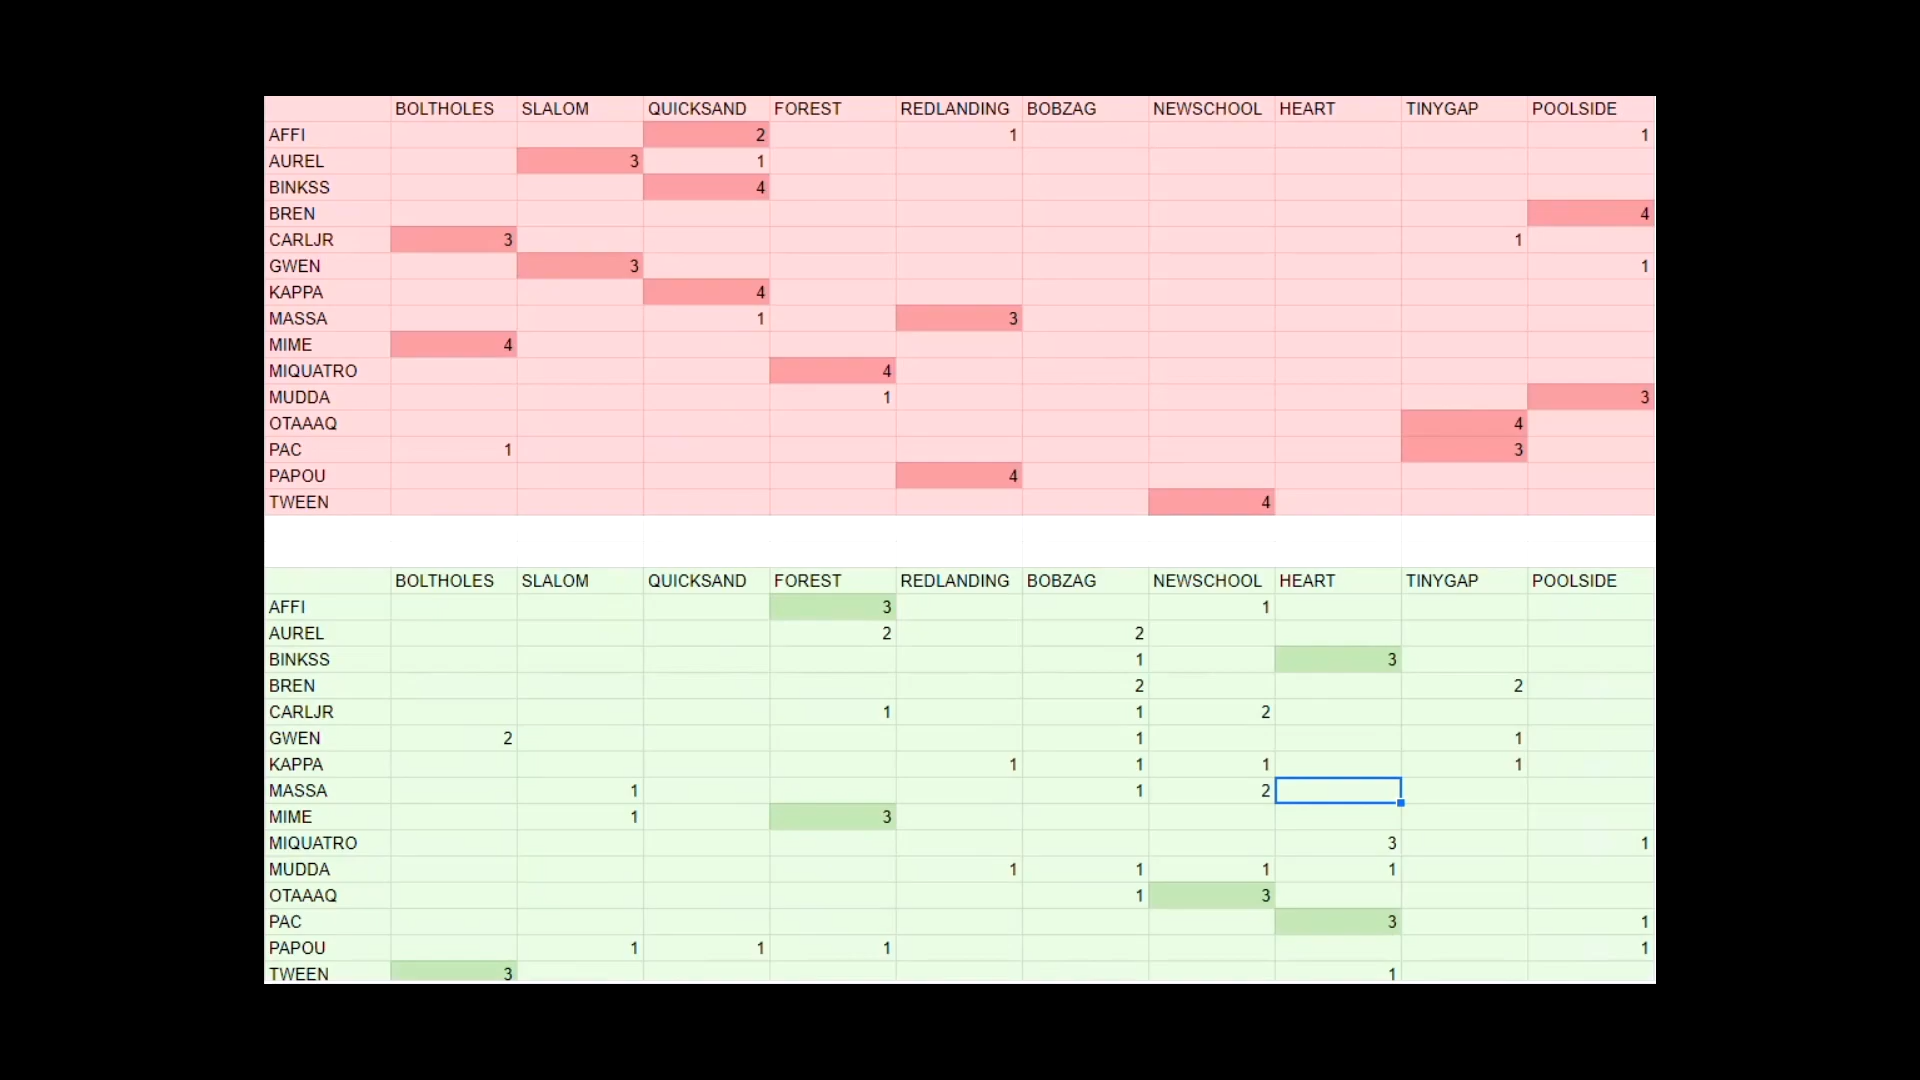 BOLTHOLES SLALOM QUICKSAND FOREST REDLANDING BOBZAG NEWSCHOOL HEART TINYGAP POOLSIDE
AFFI 2 1 1
AUREL 3 1
BINKSS 4
BREN 4
CARLJR 3 1
GWEN 3 1
KAPPA 4
MASSA 1 3
MIME 4
MIQUATRO 4
MUDDA 1 3
OTAAAQ 4
PAC 1 3
PAPOU 4
TWEEN 4
BOLTHOLES SLALOM QUICKSAND FOREST REDLANDING BOBZAG NEWSCHOOL HEART TINYGAP POOLSIDE
AFFI 3 1
AUREL 2 2
BINKSS 1 3
BREN 2 2
CARLJR 1 1 2
GWEN 2 1 1
KAPPA 1 1 1 1
MASSA 1 1 2
MIME 1 3
MIQUATRO 3 1
MUDDA 1 1 1 1
OTAAAQ 1 3
PAC 3 1
PAPOU 1 1 1 1
TWEEN 3 1